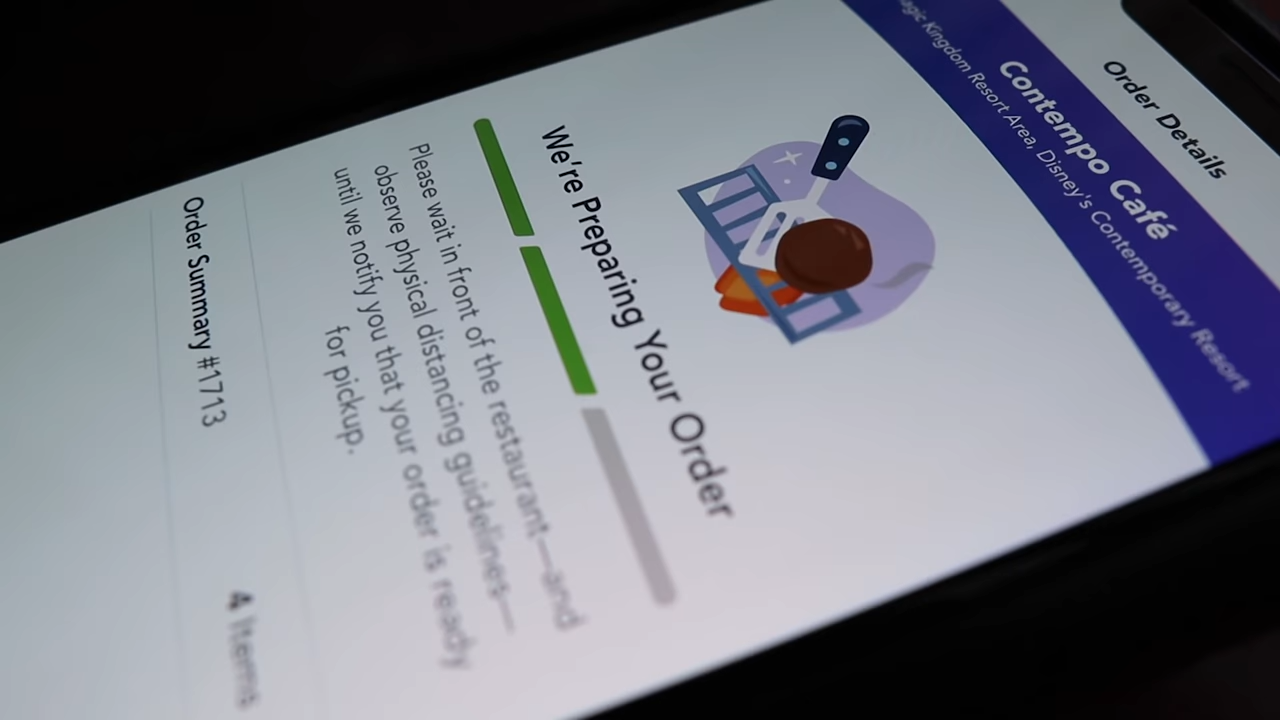 Order Details
Contempo Café
Kingdom Resort Area, Disney's Contemporary Resort
We're Preparing Your Order
Please wait in front of the restaurant—and
observe physical distancing guidelines—
until we notify you that your order is ready
for pickup.
Order Summary #1713
4 Items